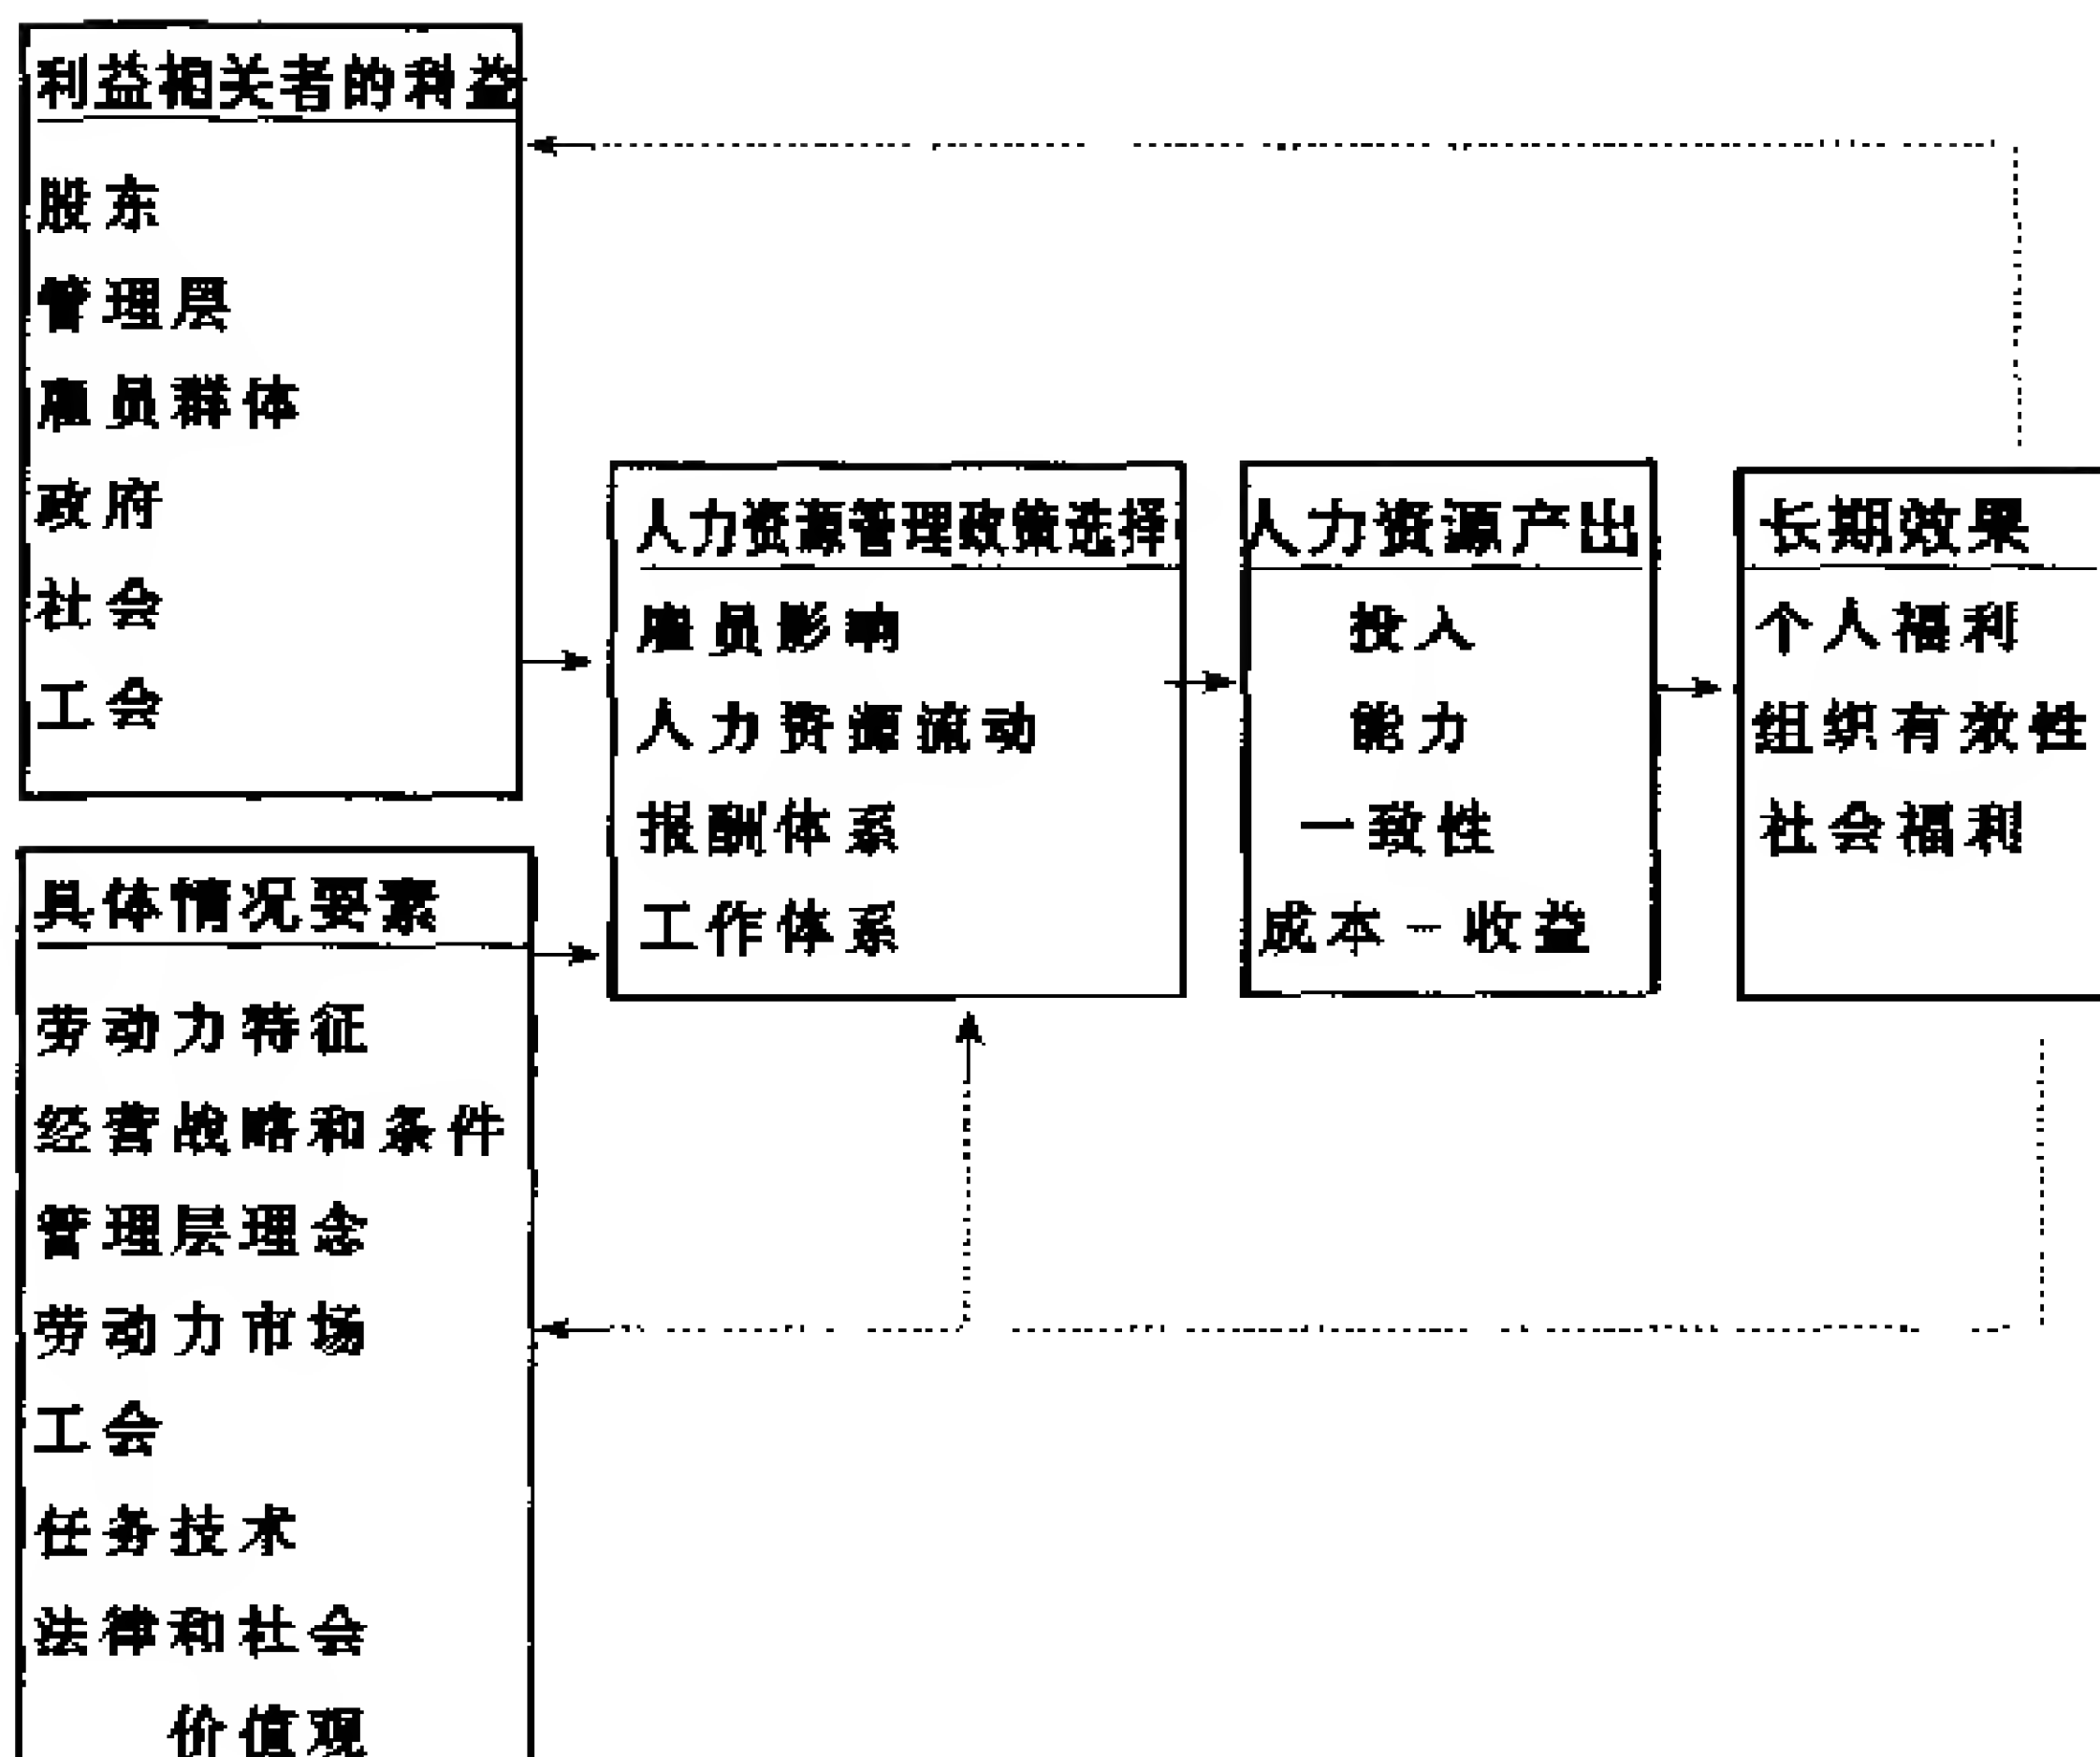 利益相关者的利益
股东
管理层
雇员群体
政府
社会
工会
人力资源管理政策选择
雇员影响
人力资源流动
报酬体系
工作体系
人力资源产出
投入
能力
一致性
成本-收益
长期效果
个人福利
组织有效性
社会福利
具体情况要素
劳动力特征
经营战略和条件
管理层理念
劳动力市场
工会
任务技术
法律和社会
价值观